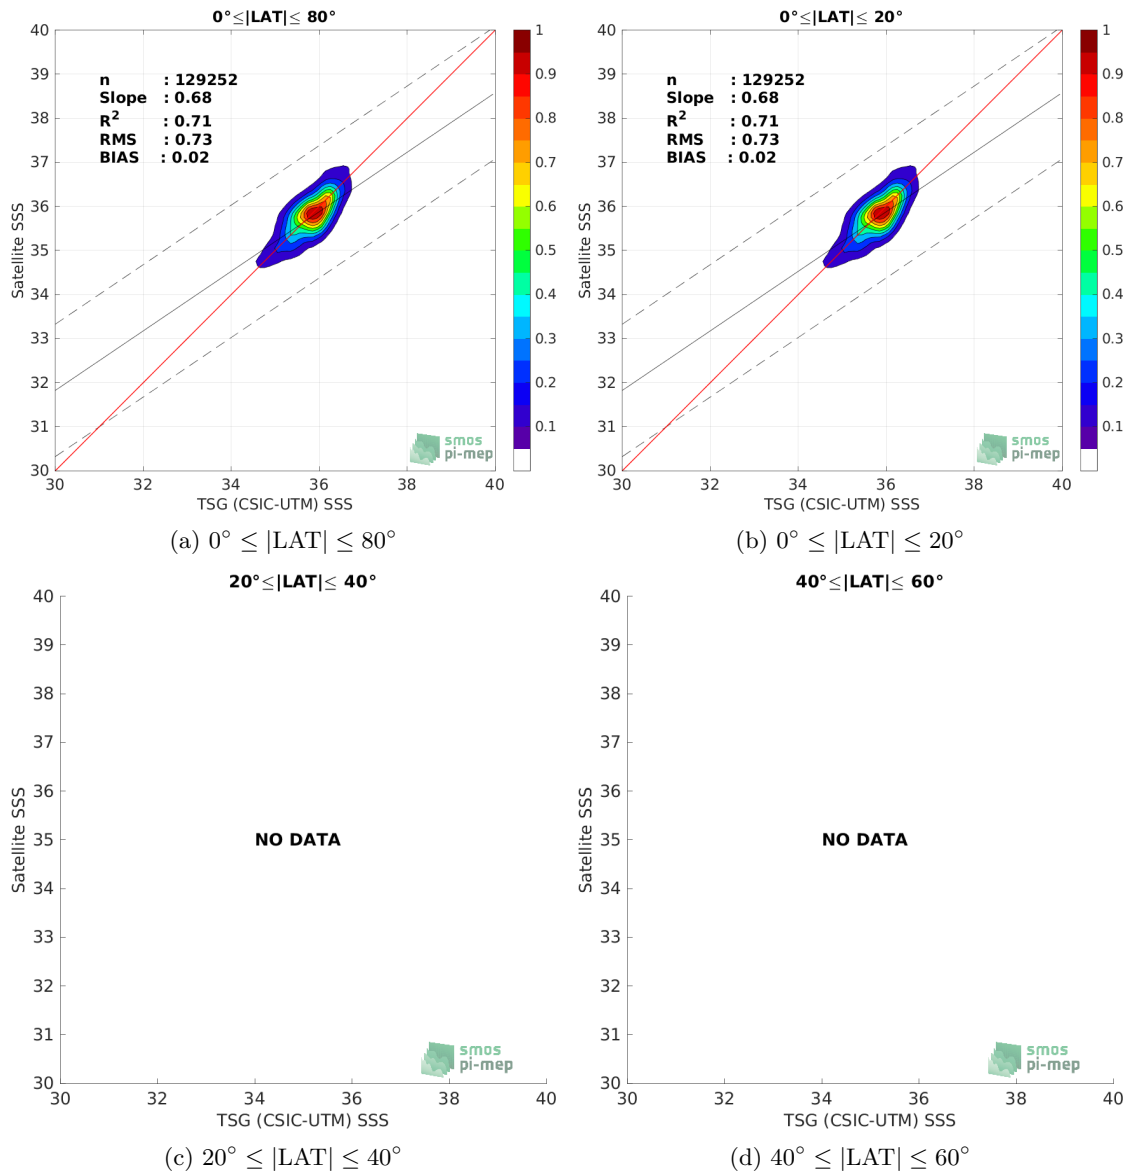 0°≤|LAT|≤ 80°
40
39
38
37
36
35
34
33
32
31
30
Satellite SSS
n : 129252
Slope : 0.68
R² : 0.71
RMS : 0.73
BIAS : 0.02
smos
pi-mep
30 32 34 36 38 40
TSG (CSIC-UTM) SSS
1
0.9
0.8
0.7
0.6
0.5
0.4
0.3
0.2
0.1
(a) 0° ≤ |LAT| ≤ 80°
0°≤|LAT|≤ 20°
40
39
38
37
36
35
34
33
32
31
30
Satellite SSS
n : 129252
Slope : 0.68
R² : 0.71
RMS : 0.73
BIAS : 0.02
smos
pi-mep
30 32 34 36 38 40
TSG (CSIC-UTM) SSS
1
0.9
0.8
0.7
0.6
0.5
0.4
0.3
0.2
0.1
(b) 0° ≤ |LAT| ≤ 20°
20°≤|LAT|≤ 40°
40
39
38
37
36
35
34
33
32
31
30
Satellite SSS
NO DATA
smos
pi-mep
30 32 34 36 38 40
TSG (CSIC-UTM) SSS
(c) 20° ≤ |LAT| ≤ 40°
40°≤|LAT|≤ 60°
40
39
38
37
36
35
34
33
32
31
30
Satellite SSS
NO DATA
smos
pi-mep
30 32 34 36 38 40
TSG (CSIC-UTM) SSS
(d) 40° ≤ |LAT| ≤ 60°